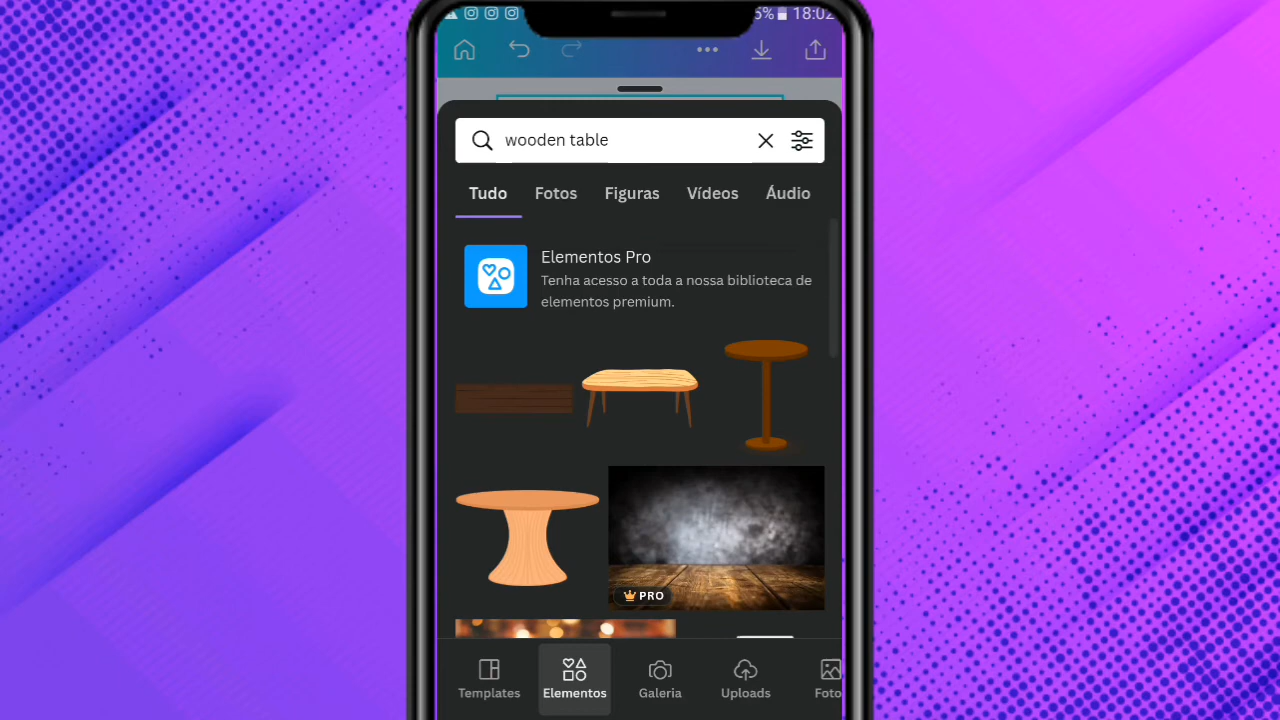 18:02
wooden table
Tudo Fotos Figuras Vídeos Áudio
Elementos Pro
Tenha acesso a toda a nossa biblioteca de
elementos premium.
PRO
Templates Elementos Galeria Uploads Foto